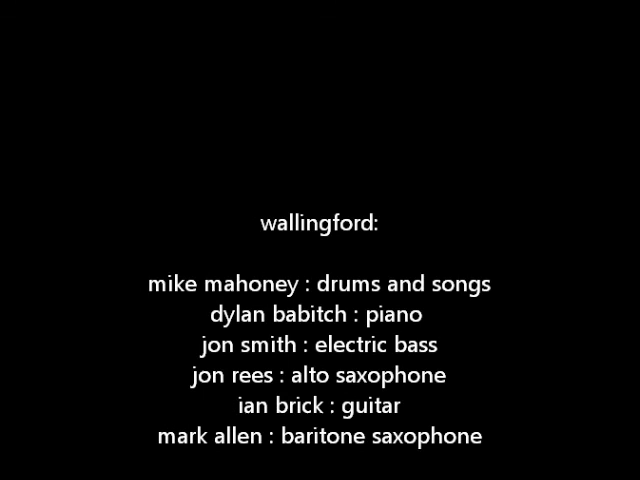 wallingford:
mike mahoney : drums and songs
dylan babitch : piano
jon smith : electric bass
jon rees : alto saxophone
ian brick : guitar
mark allen : baritone saxophone